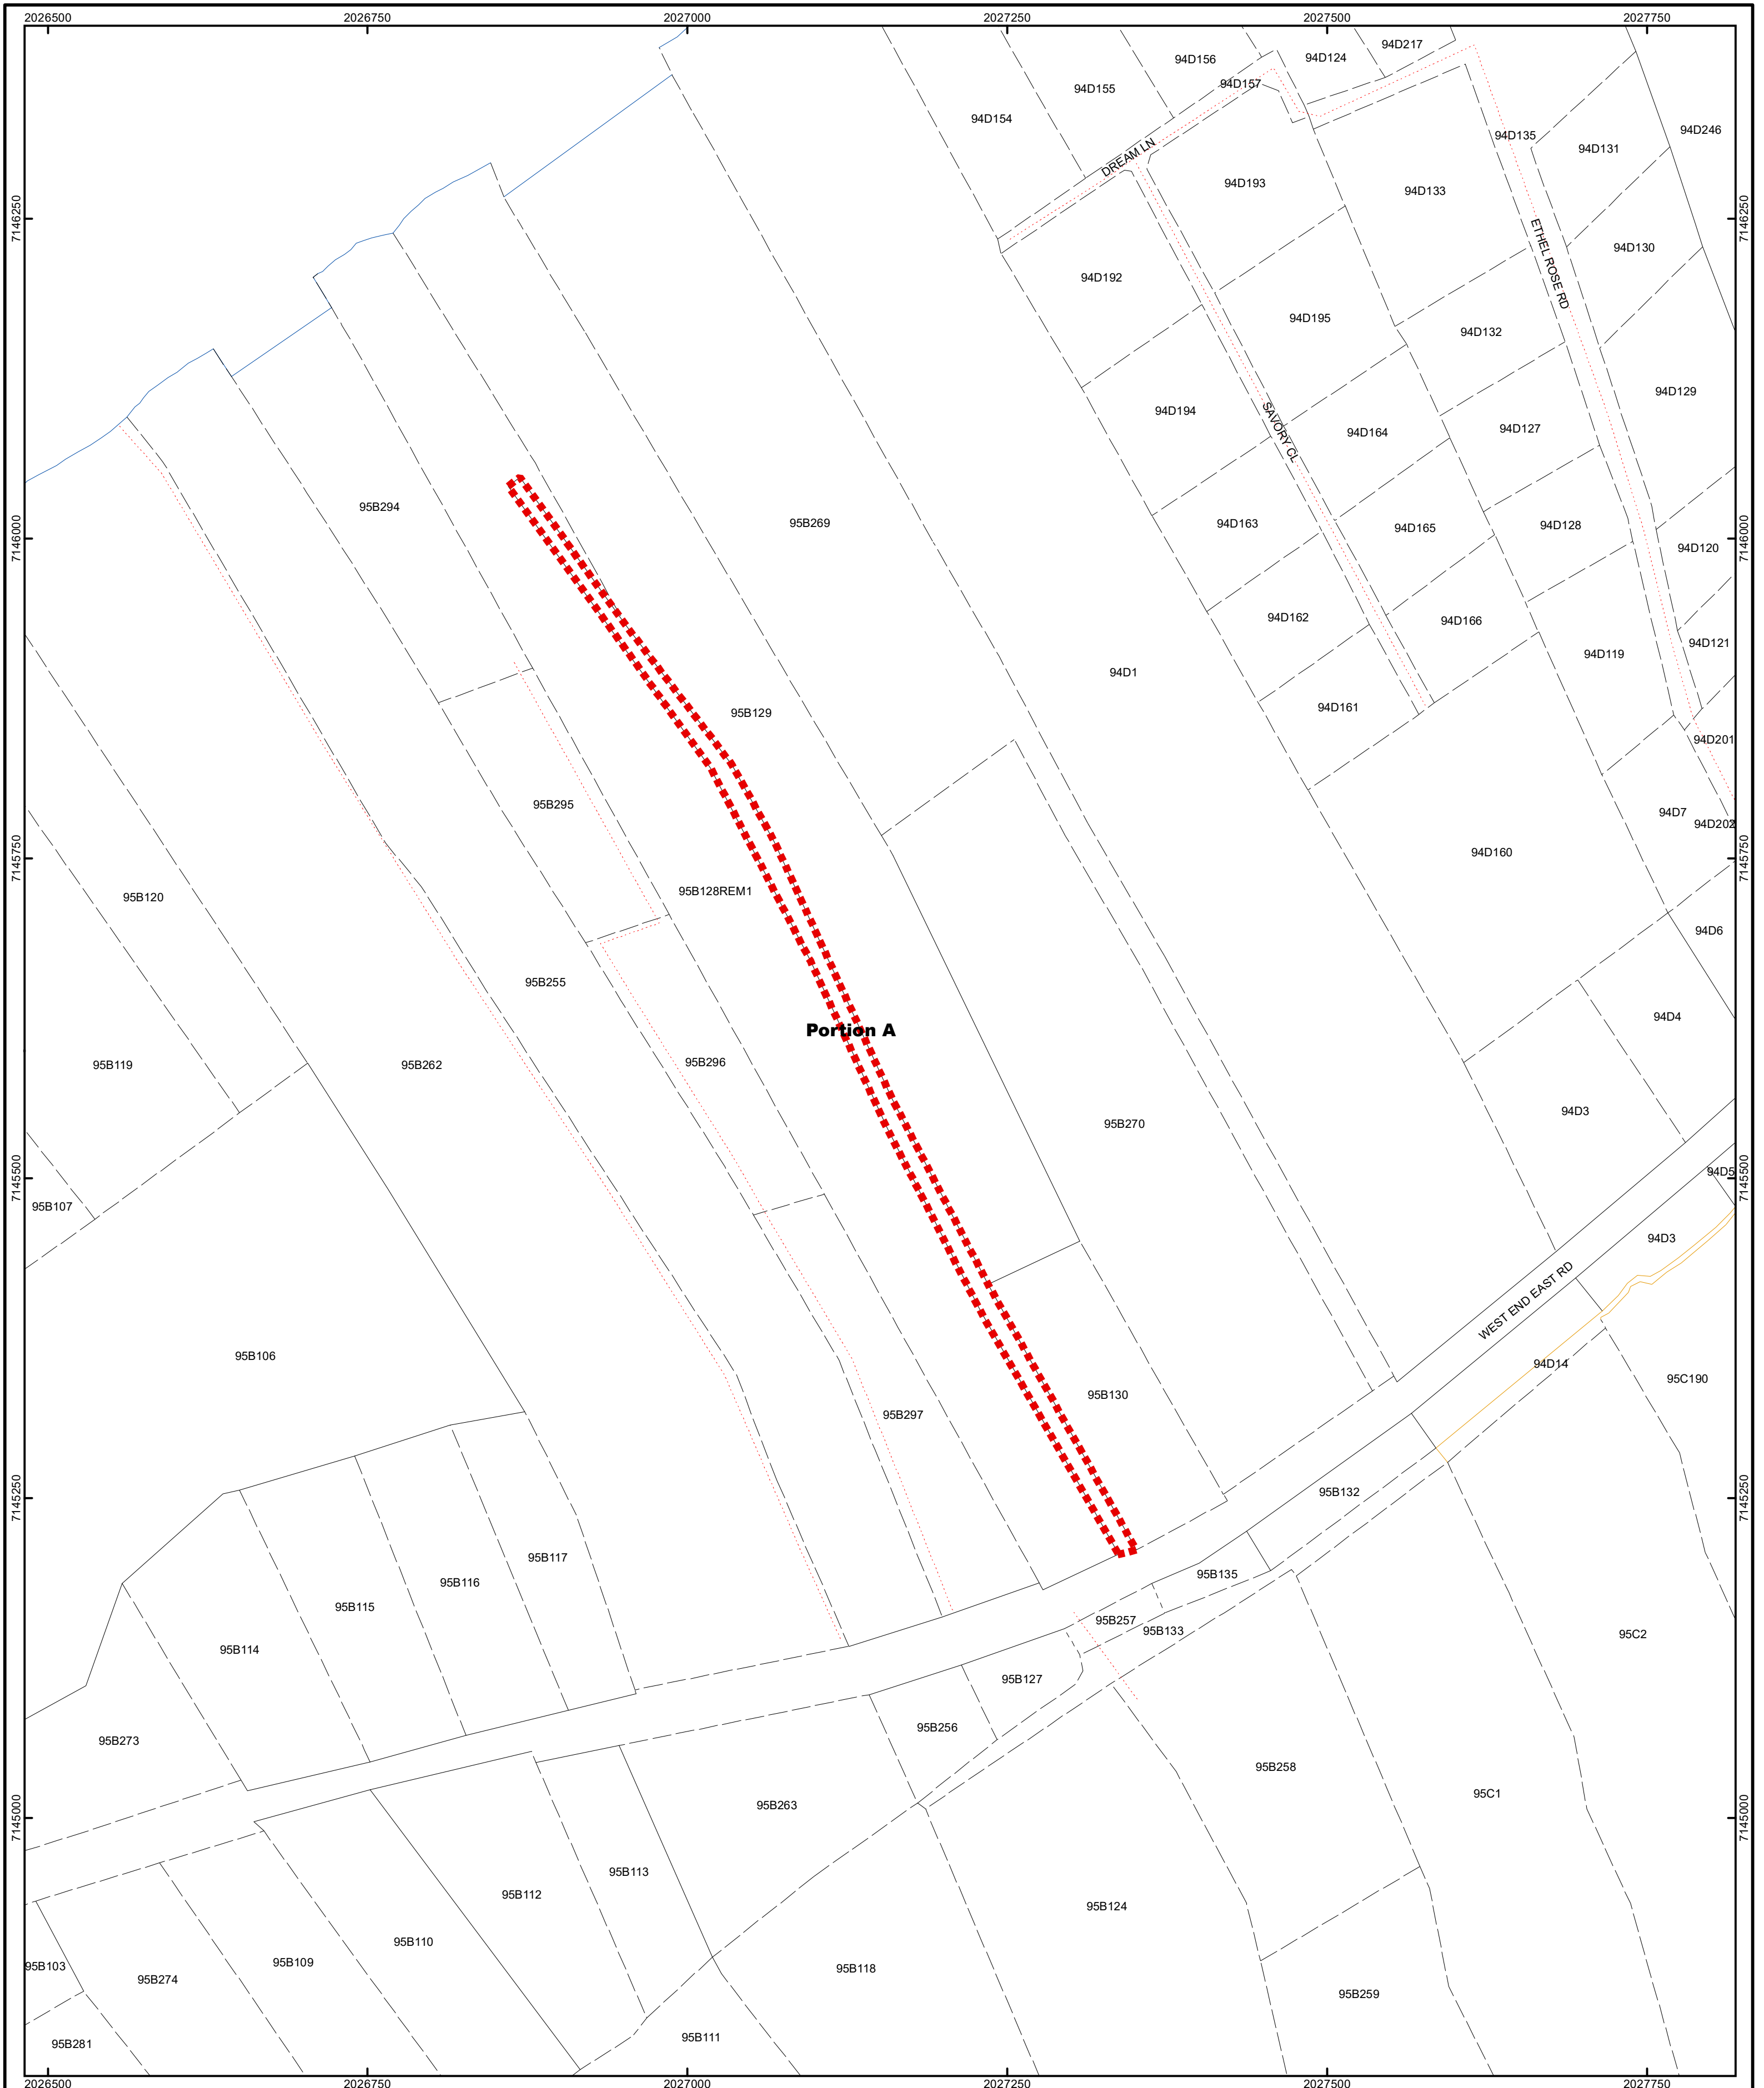 2026500 2026750 2027000 2027250 2027500 2027750
94D217
94D156 94D124
94D157
94D155
94D154
94D246
94D135
94D131
DREAM LN
94D193
94D133
7146250 7146250
94D130
ETHEL ROSE RD
94D192
94D195
94D132
94D129
94D194
SAVORY CL
94D164
94D127
95B294
95B269
94D163
94D165
94D128
7146000 7146000
94D120
94D162
94D166
94D121
94D119
94D1
94D161
95B129
94D201
95B295
94D7
94D202
7145750 7145750
94D160
95B128REM1
95B120
94D6
95B255
94D4
Portion A
95B119
95B262
95B296
94D3
95B270
7145500 7145500
94D5
95B107
94D3
WEST END EAST RD
95B106
94D14
95C190
95B130
95B297
7145250 7145250
95B132
95B117
95B135
95B116
95B115
95B257
95B133
95C2
95B114
95B127
95B256
95B273
95B258
95C1
95B263
7145000 7145000
95B113
95B112
95B124
95B110
95B109
95B103
95B118
95B274
95B259
95B111
95B281
2026500 2026750 2027000 2027250 2027500 2027750